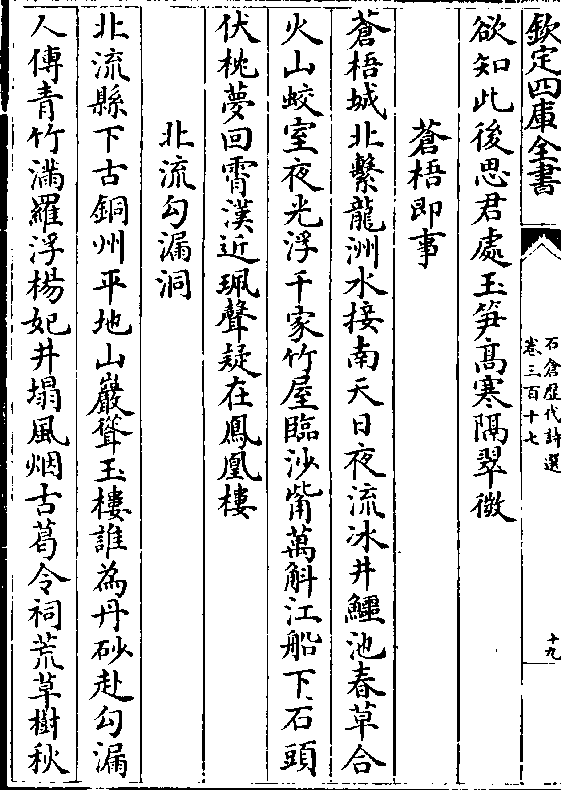 欽定四庫全書
石倉歴代詩選
卷三百十七
十九
欲知此後思君處玉笋髙寒隔翠微
蒼梧即事
蒼梧城北繫龍洲水接南天日夜流冰井鱷池春草合
火山蛟室夜光浮千家竹屋臨沙觜萬斛江船下石頭
伏枕夢回霄漢近珮聲疑在鳳凰樓
北流勾漏洞
北流縣下古銅州平地山巖聳玉樓誰為丹砂赴勾漏
人傳青竹滿羅浮楊妃井塌風烟古葛令祠荒草樹秋